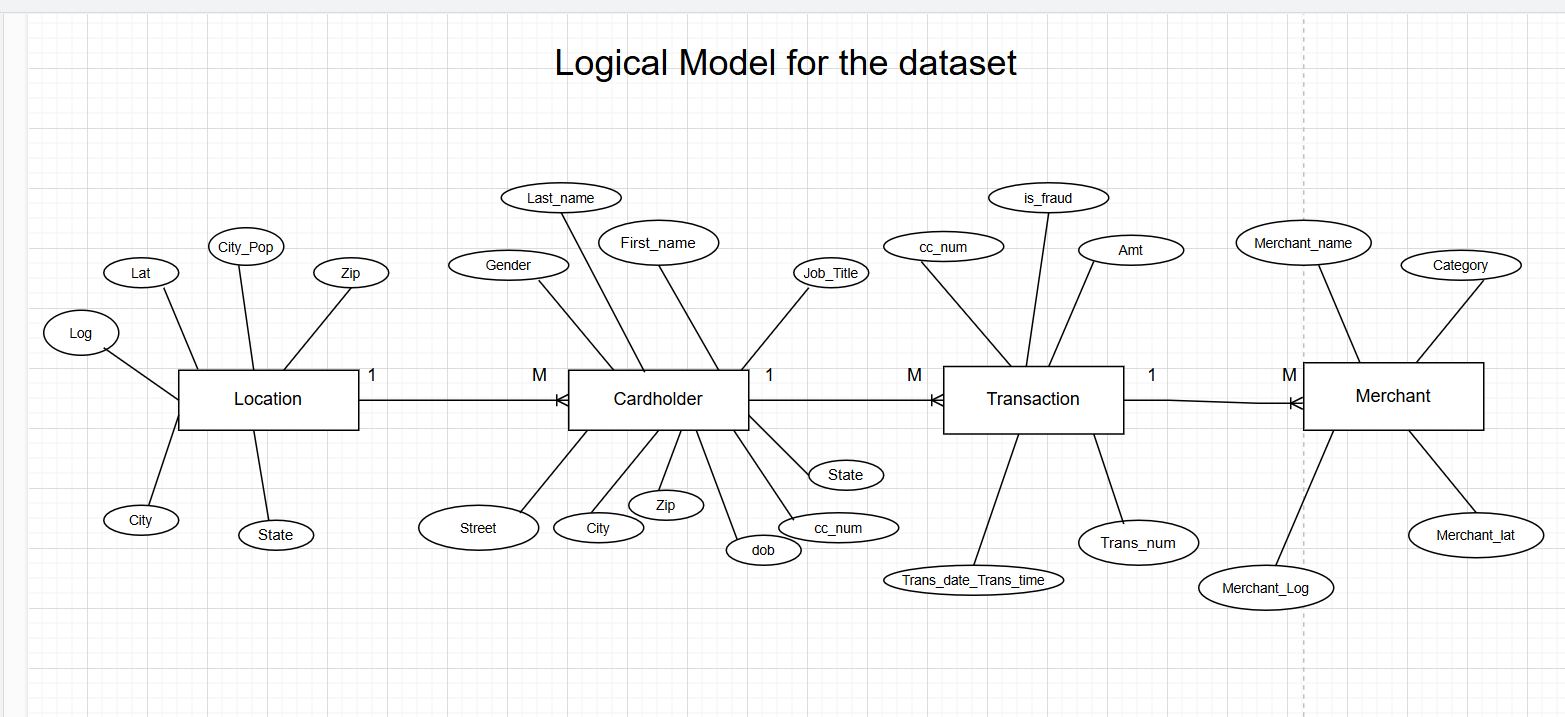 Logical Model for the dataset
Last_name
is_fraud
City_Pop
First_name
cc_num
Amt
Merchant_name
Lat
Zip
Gender
Job_Title
Category
Log
1
M
1
M
1
M
Location
Cardholder
Transaction
Merchant
State
Zip
City
State
Street
City
cc_num
dob
Trans_num
Merchant_lat
Trans_date_Trans_time
Merchant_Log